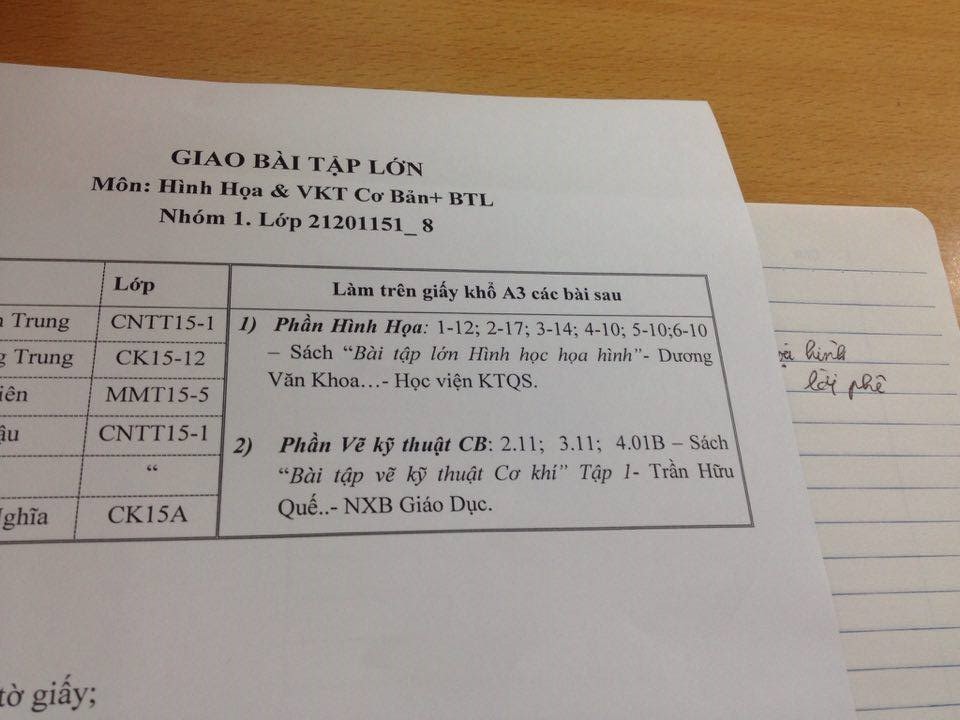 GIAO BÀI TẬP LỚN
Môn: Hình Họa & VKT Cơ Bản+ BTL
Nhóm 1. Lớp 21201151_ 8
Lớp
Làm trên giấy khổ A3 các bài sau
Trung CNTT15-1
Trung CK15-12
MMT15-5
CNTT15-1
“
Nghĩa CK15A
1) Phần Hình Họa: 1-12; 2-17; 3-14; 4-10; 5-10;6-10
– Sách “Bài tập lớn Hình học họa hình”- Dương
Văn Khoa...- Học viện KTQS.
2) Phần Vẽ kỹ thuật CB: 2.11; 3.11; 4.01B – Sách
“Bài tập vẽ kỹ thuật Cơ khí” Tập 1- Trần Hữu
Quế..- NXB Giáo Dục.
tờ giấy;
hình
lời phê